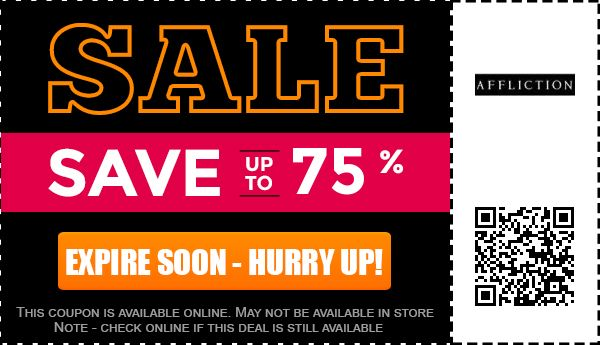 SALE
SAVE UP TO 75 %
EXPIRE SOON - HURRY UP!
THIS COUPON IS AVAILABLE ONLINE. MAY NOT BE AVAILABLE IN STORE
NOTE - CHECK ONLINE IF THIS DEAL IS STILL AVAILABLE
AFFLICTION